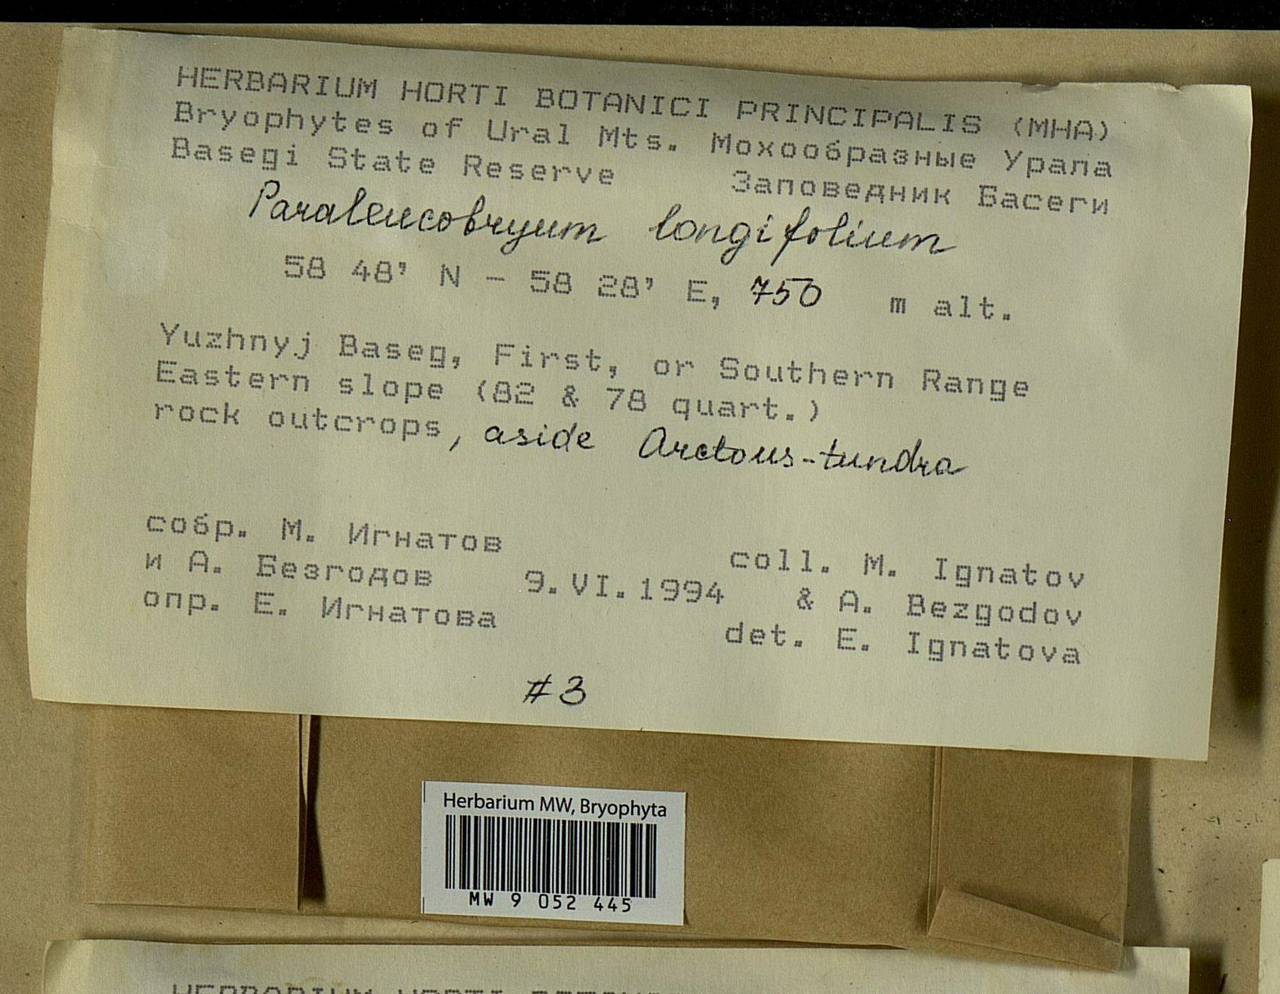 HERBARIUM HORTI BOTANICI PRINCIPALIS (MHA)
Bryophytes of Ural Mts. Мохообразные Урала
Basegi State Reserve Заповедник Басеги
Paraleucobryum longifolium
58 48' N - 58 28' E, 750 m alt.
Yuzhnyj Baseg, First, or Southern Range
Eastern slope (82 & 78 quart.)
rock outcrops, aside Arctous-tundra
собр. М. Игнатов
и А. Безгодов
опр. Е. Игнатова
9.VI.1994
coll. M. Ignatov
& A. Bezgodov
det. E. Ignatova
#3
Herbarium MW, Bryophyta
MW 9 052 445
HERBARIUM HORTI